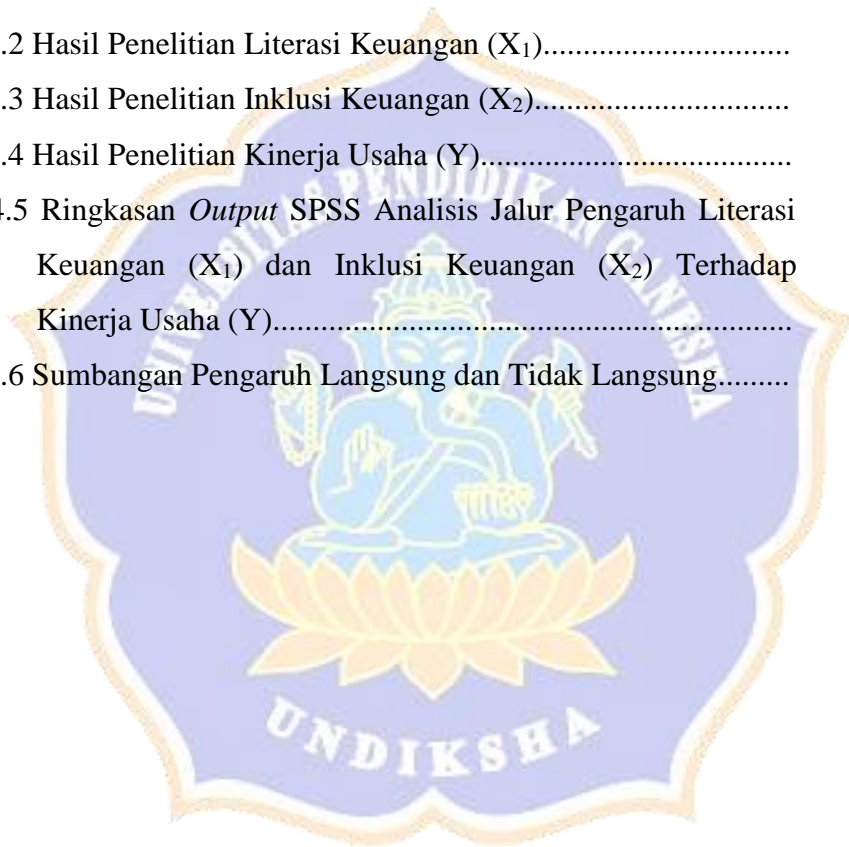 .2 Hasil Penelitian Literasi Keuangan (X₁)...............................
.3 Hasil Penelitian Inklusi Keuangan (X₂)................................
.4 Hasil Penelitian Kinerja Usaha (Y).......................................
4.5 Ringkasan Output SPSS Analisis Jalur Pengaruh Literasi
Keuangan (X₁) dan Inklusi Keuangan (X₂) Terhadap
Kinerja Usaha (Y).................................................................
.6 Sumbangan Pengaruh Langsung dan Tidak Langsung.........
UNIVERSITAS PENDIDIKAN GANESHA
UNDIKSHA